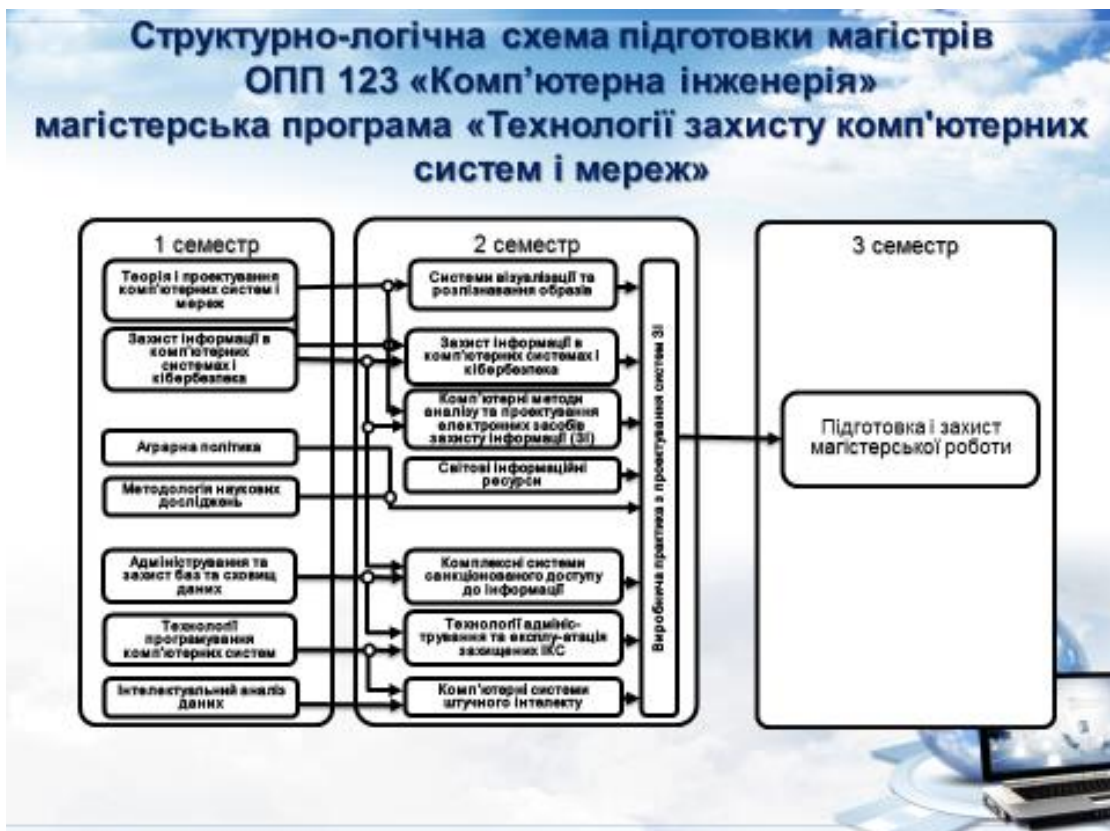 Структурно-логічна схема підготовки магістрів
ОПП 123 «Комп’ютерна інженерія»
магістерська програма «Технології захисту комп'ютерних
систем і мереж»
1 семестр
Теорія і проектування
комп'ютерних систем і
мереж
Захист інформації в
комп'ютерних
системах і
кібербезпека
Аграрна політика
Методологія наукових
досліджень
Адміністрування та
захист баз та сховищ
даних
Технології
програмування
комп'ютерних систем
Інтелектуальний аналіз
даних
2 семестр
Системи візуалізації та
розпізнавання образів
Захист інформації в
комп'ютерних системах і
кібербезпека
Комп'ютерні методи
аналізу та проектування
електронних засобів
захисту інформації (ЗІ)
Світові інформаційні
ресурси
Комплексні системи
санкціонованого доступу
до інформації
Технології адмініс-
трування та експлу-атація
захищених ІКС
Комп'ютерні системи
штучного інтелекту
Виробнича практика з проектування систем ЗІ
3 семестр
Підготовка і захист
магістерської роботи